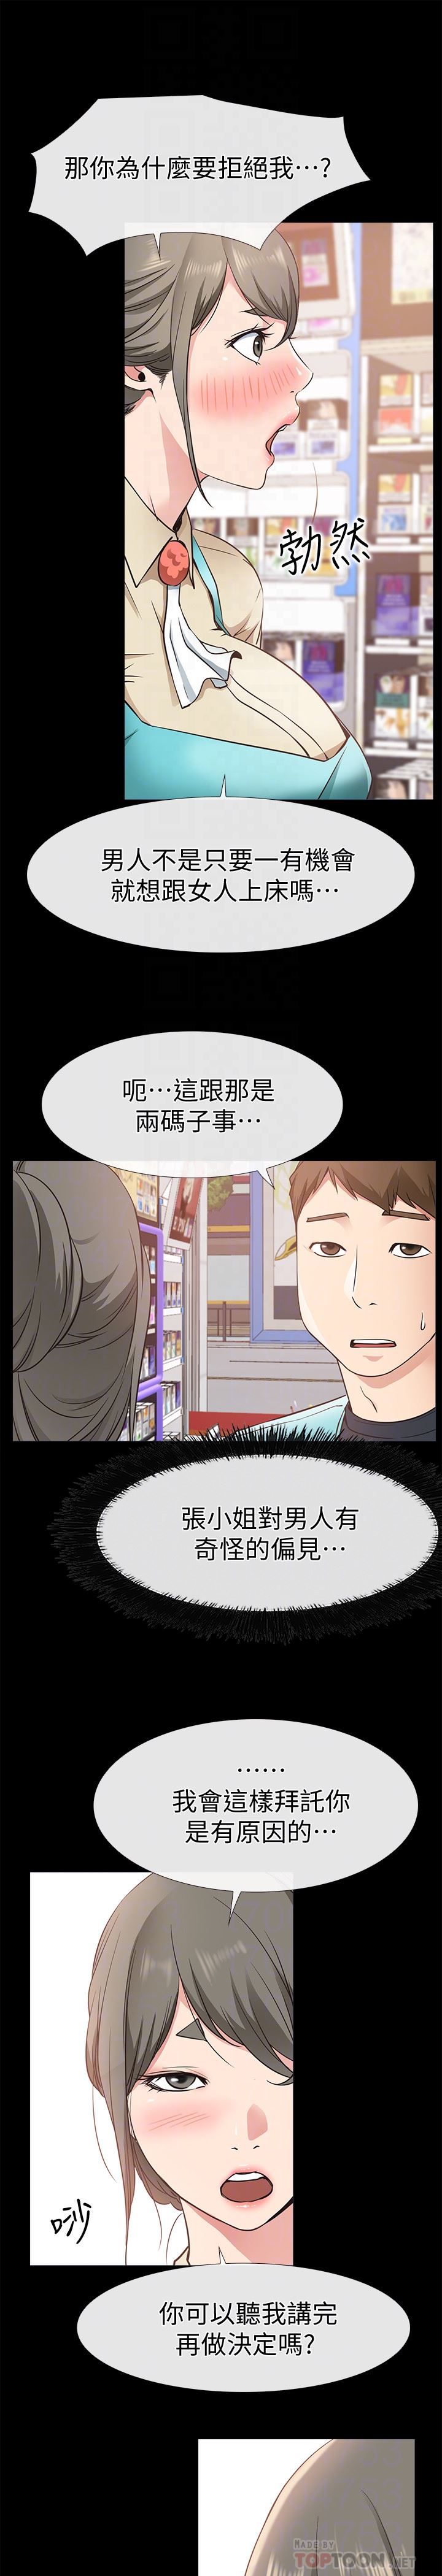 那你為什麼要拒絕我…?
勃然
男人不是只要一有機會
就想跟女人上床嗎…
呃…這跟那是
兩碼子事…
張小姐對男人有
奇怪的偏見…
……
我會這樣拜託你
是有原因的…
唦
你可以聽我講完
再做決定嗎?
MADE BY
TOPTOON.NET